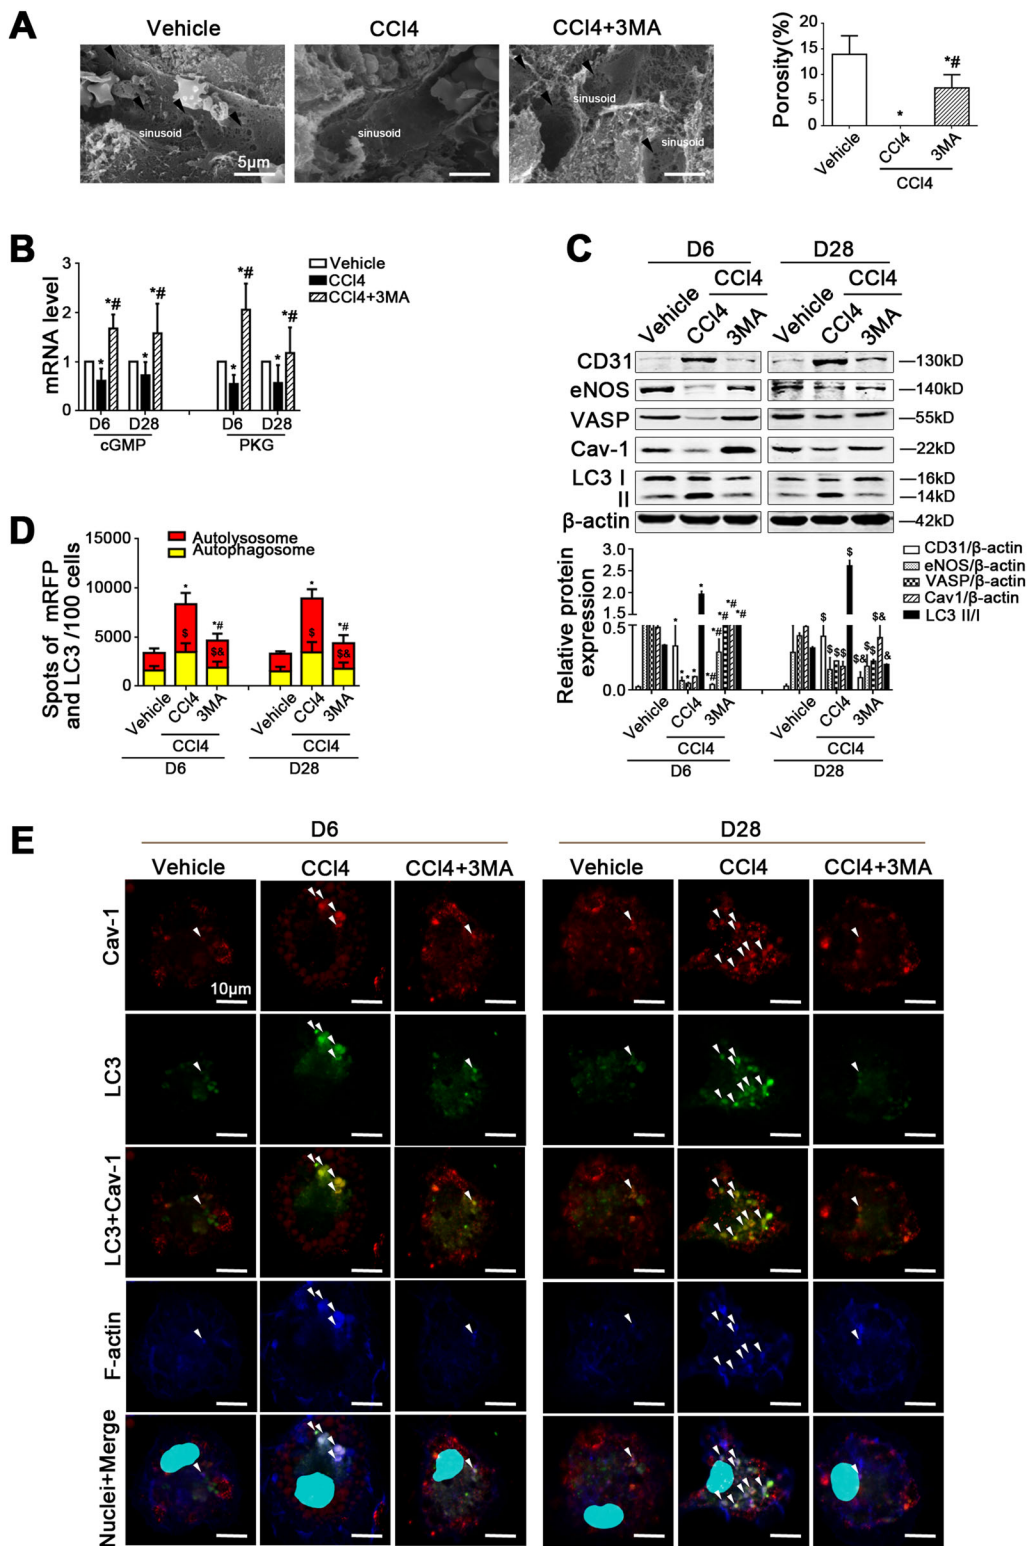 A
Vehicle
CCl4
CCl4+3MA
sinusoid
5μm
sinusoid
sinusoid
sinusoid
Porosity(%)
20
15
10
5
0
*
*#
Vehicle
CCl4
3MA
CCl4
B
mRNA level
3
2
1
0
Vehicle
CCl4
CCl4+3MA
*
*#
*
*#
*
*#
*
*#
D6
D28
D6
D28
cGMP
PKG
C
D6
D28
CCl4
CCl4
Vehicle
CCl4
3MA
Vehicle
CCl4
3MA
CD31
—130kD
eNOS
—140kD
VASP
—55kD
Cav-1
—22kD
LC3 I
—16kD
II
—14kD
β-actin
—42kD
Relative protein
expression
3.0
2.5
2.0
1.5
1.0
0.5
0.0
CD31/β-actin
eNOS/β-actin
VASP/β-actin
Cav1/β-actin
LC3 II/I
Vehicle
CCl4
3MA
Vehicle
CCl4
3MA
CCl4
CCl4
D6
D28
D
Spots of mRFP
and LC3 /100 cells
15000
10000
5000
0
Autolysosome
Autophagosome
*
$
*#
$&
*
$
*#
$&
Vehicle
CCl4
3MA
Vehicle
CCl4
3MA
CCl4
CCl4
D6
D28
E
D6
D28
Vehicle
CCl4
CCl4+3MA
Vehicle
CCl4
CCl4+3MA
Cav-1
10μm
LC3
LC3+Cav-1
F-actin
Nuclei+Merge